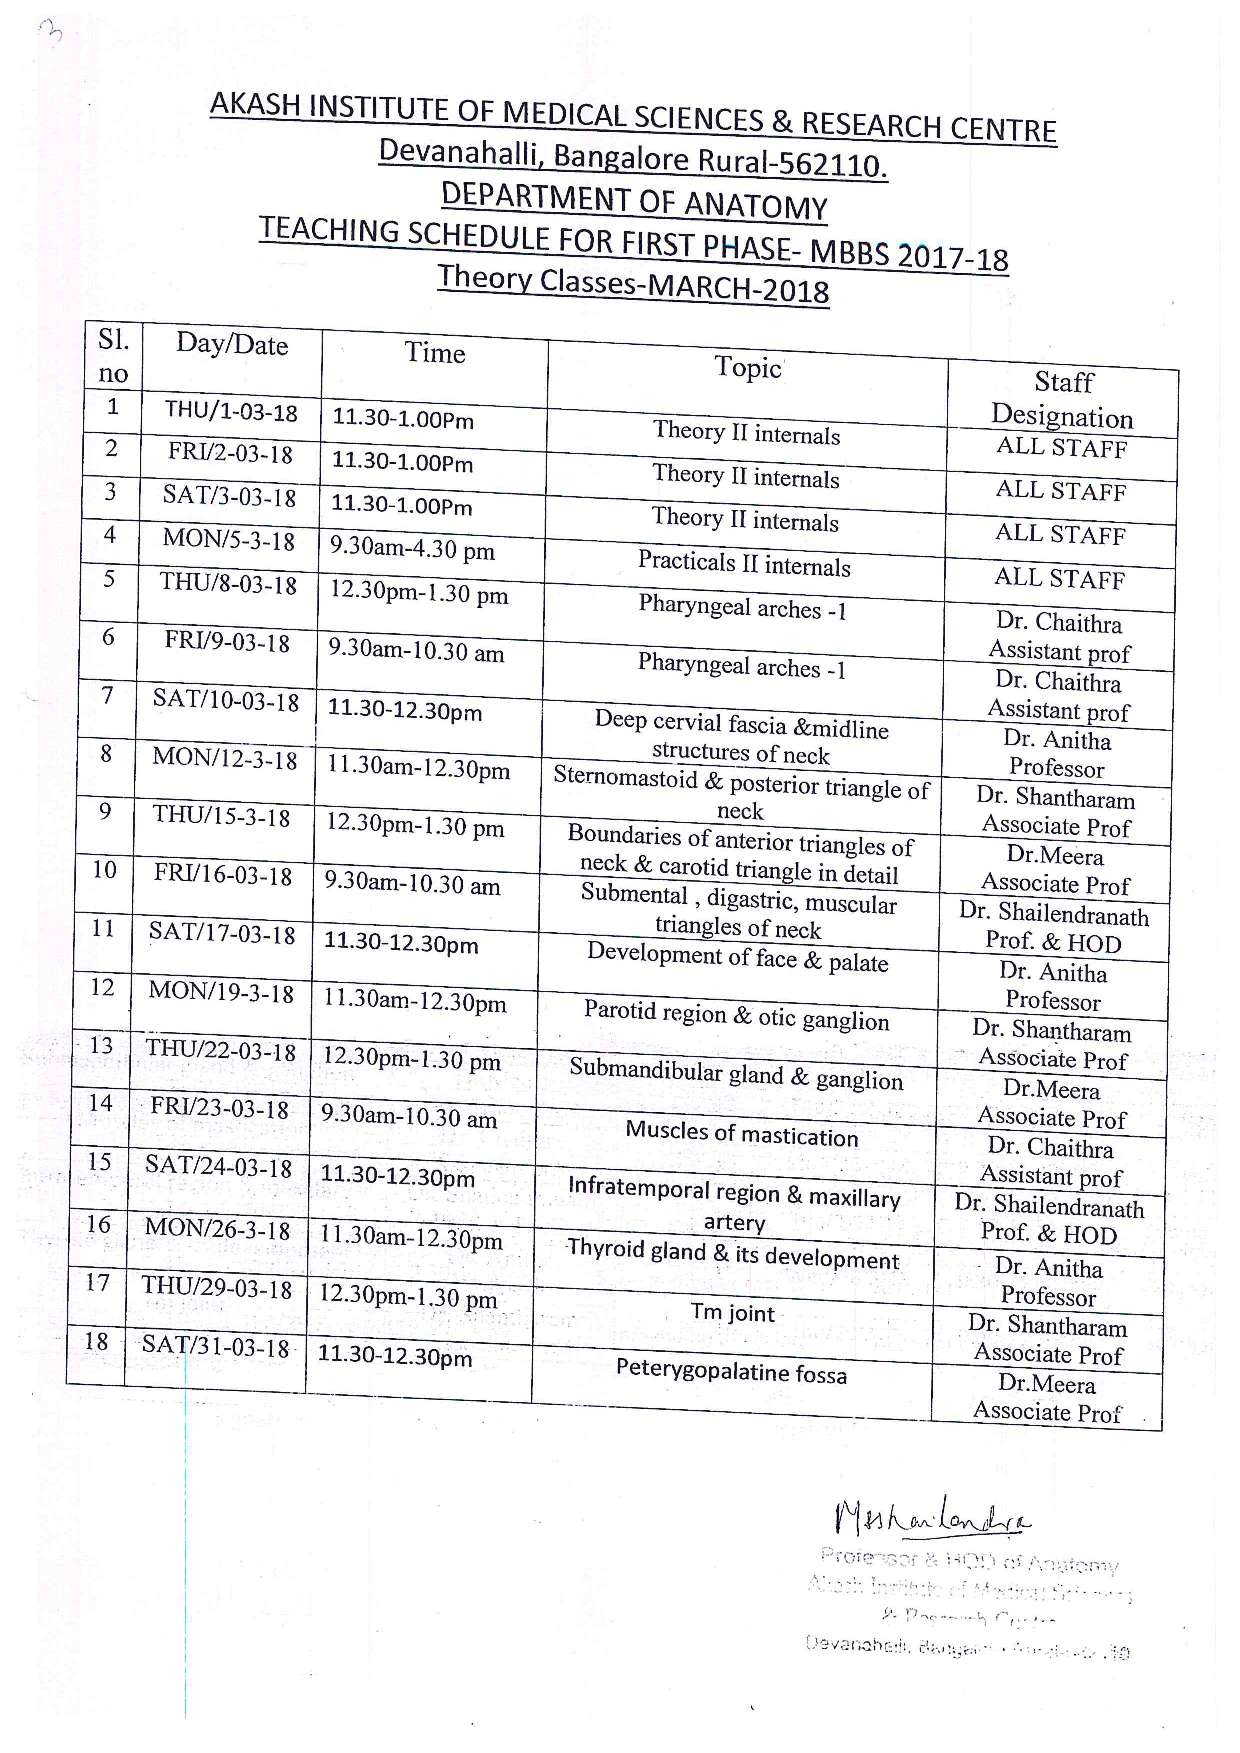 3
AKASH INSTITUTE OF MEDICAL SCIENCES & RESEARCH CENTRE
Devanahalli, Bangalore Rural-562110.
DEPARTMENT OF ANATOMY
TEACHING SCHEDULE FOR FIRST PHASE- MBBS 2017-18
Theory Classes-MARCH-2018
Sl. no Day/Date Time Topic Staff Designation
1 THU/1-03-18 11.30-1.00Pm Theory II internals ALL STAFF
2 FRI/2-03-18 11.30-1.00Pm Theory II internals ALL STAFF
3 SAT/3-03-18 11.30-1.00Pm Theory II internals ALL STAFF
4 MON/5-3-18 9.30am-4.30 pm Practicals II internals ALL STAFF
5 THU/8-03-18 12.30pm-1.30 pm Pharyngeal arches -1 Dr. Chaithra Assistant prof
6 FRI/9-03-18 9.30am-10.30 am Pharyngeal arches -1 Dr. Chaithra Assistant prof
7 SAT/10-03-18 11.30-12.30pm Deep cervial fascia &midline structures of neck Dr. Anitha Professor
8 MON/12-3-18 11.30am-12.30pm Sternomastoid & posterior triangle of neck Dr. Shantharam Associate Prof
9 THU/15-3-18 12.30pm-1.30 pm Boundaries of anterior triangles of neck & carotid triangle in detail Dr.Meera Associate Prof
10 FRI/16-03-18 9.30am-10.30 am Submental , digastric, muscular triangles of neck Dr. Shailendranath Prof. & HOD
11 SAT/17-03-18 11.30-12.30pm Development of face & palate Dr. Anitha Professor
12 MON/19-3-18 11.30am-12.30pm Parotid region & otic ganglion Dr. Shantharam Associate Prof
13 THU/22-03-18 12.30pm-1.30 pm Submandibular gland & ganglion Dr.Meera Associate Prof
14 FRI/23-03-18 9.30am-10.30 am Muscles of mastication Dr. Chaithra Assistant prof
15 SAT/24-03-18 11.30-12.30pm Infratemporal region & maxillary artery Dr. Shailendranath Prof. & HOD
16 MON/26-3-18 11.30am-12.30pm Thyroid gland & its development Dr. Anitha Professor
17 THU/29-03-18 12.30pm-1.30 pm Tm joint Dr. Shantharam Associate Prof
18 SAT/31-03-18 11.30-12.30pm Peterygopalatine fossa Dr.Meera Associate Prof
Professor & HOD of Anatomy
Akash Institute of Medical Sciences
& Research Centre
Devanahalli,